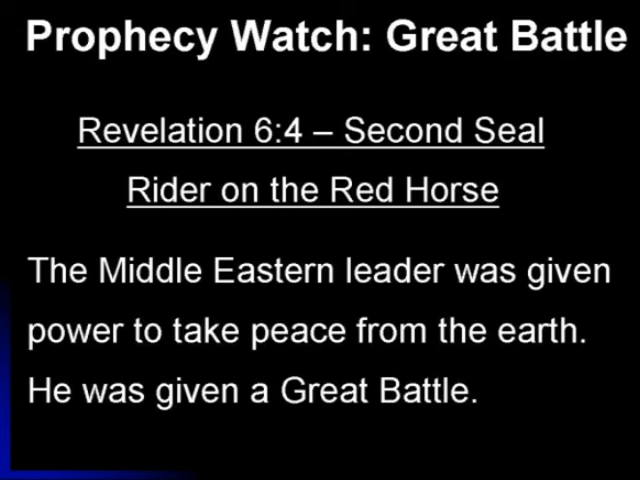 Prophecy Watch: Great Battle
Revelation 6:4 – Second Seal
Rider on the Red Horse
The Middle Eastern leader was given
power to take peace from the earth.
He was given a Great Battle.